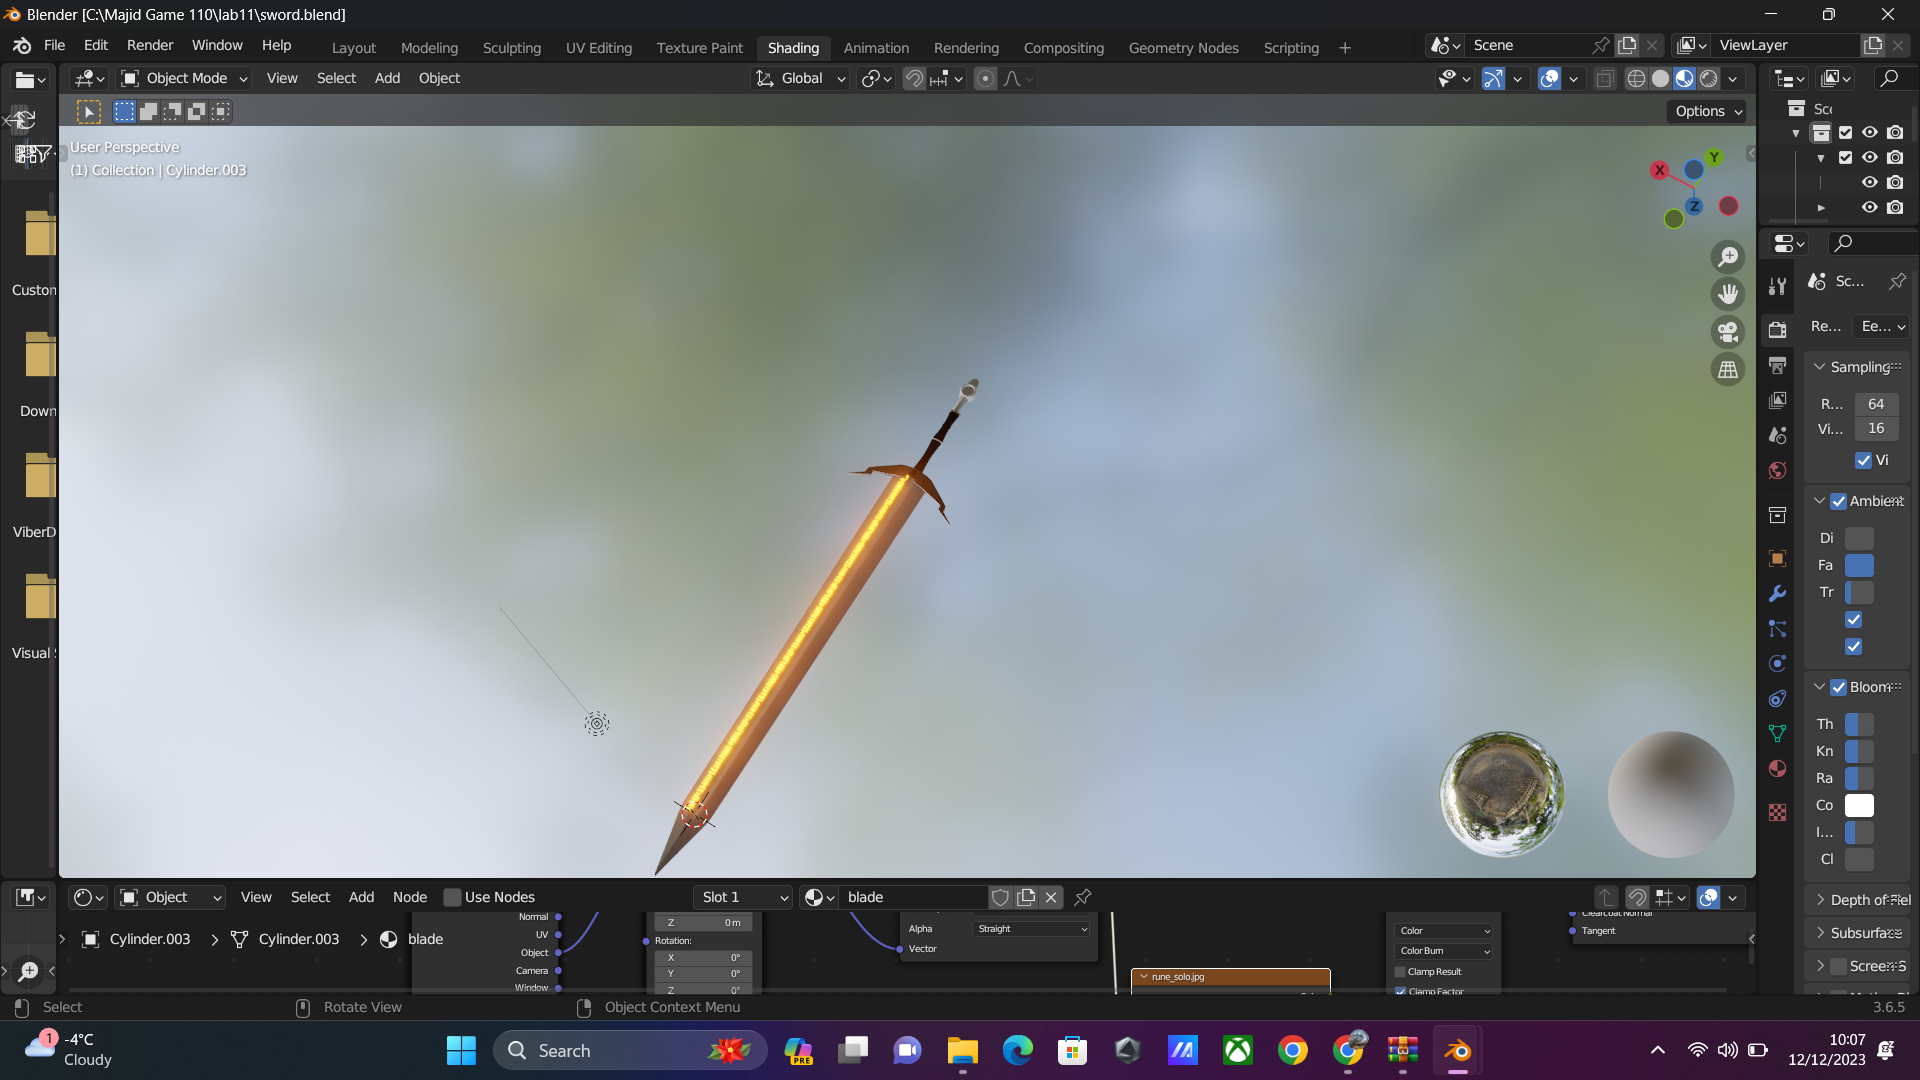 Blender [C:\Majid Game 110\lab11\sword.blend]
File Edit Render Window Help Layout Modeling Sculpting UV Editing Texture Paint Shading Animation Rendering Compositing Geometry Nodes Scripting + Scene ViewLayer
Object Mode View Select Add Object Global
Options
User Perspective
(1) Collection | Cylinder.003
X
Y
Z
Custom
Down
ViberD
Visual
Sc...
Re... Ee...
Sampling
R... 64
Vi... 16
Vi
Ambient
Di
Fa
Tr
Bloom
Th
Kn
Ra
Co
I...
Cl
Depth of
Subsurface
Screen S
Object View Select Add Node Use Nodes Slot 1 blade
Cylinder.003 > Cylinder.003 > blade
Normal
UV
Object
Camera
Window
Z 0 m
Rotation:
X 0°
Y 0°
Z 0°
Alpha Straight
Vector
rune_solo.jpg
Color
Color Burn
Clamp Result
Clamp Factor
Clearcoat Normal
Tangent
Select Rotate View Object Context Menu 3.6.5
1
-4°C
Cloudy
Search
PRE
10:07
12/12/2023